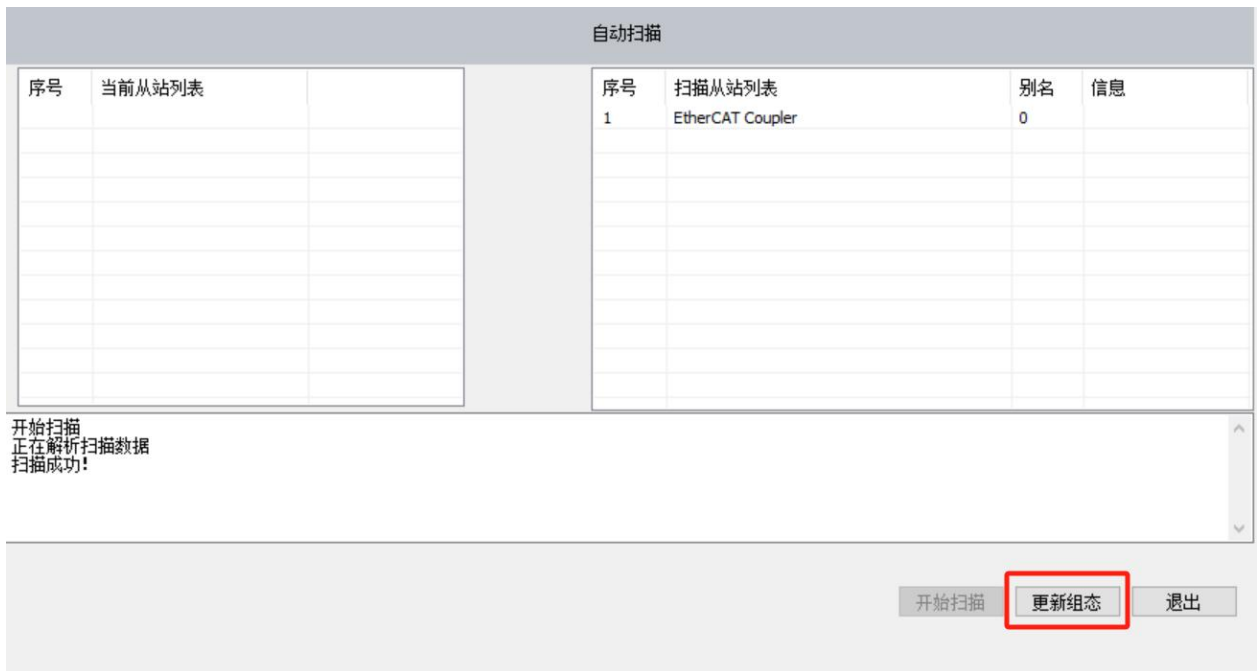 自动扫描
序号 当前从站列表
序号 扫描从站列表 别名 信息
1 EtherCAT Coupler 0
开始扫描
正在解析扫描数据
扫描成功!
开始扫描 更新组态 退出